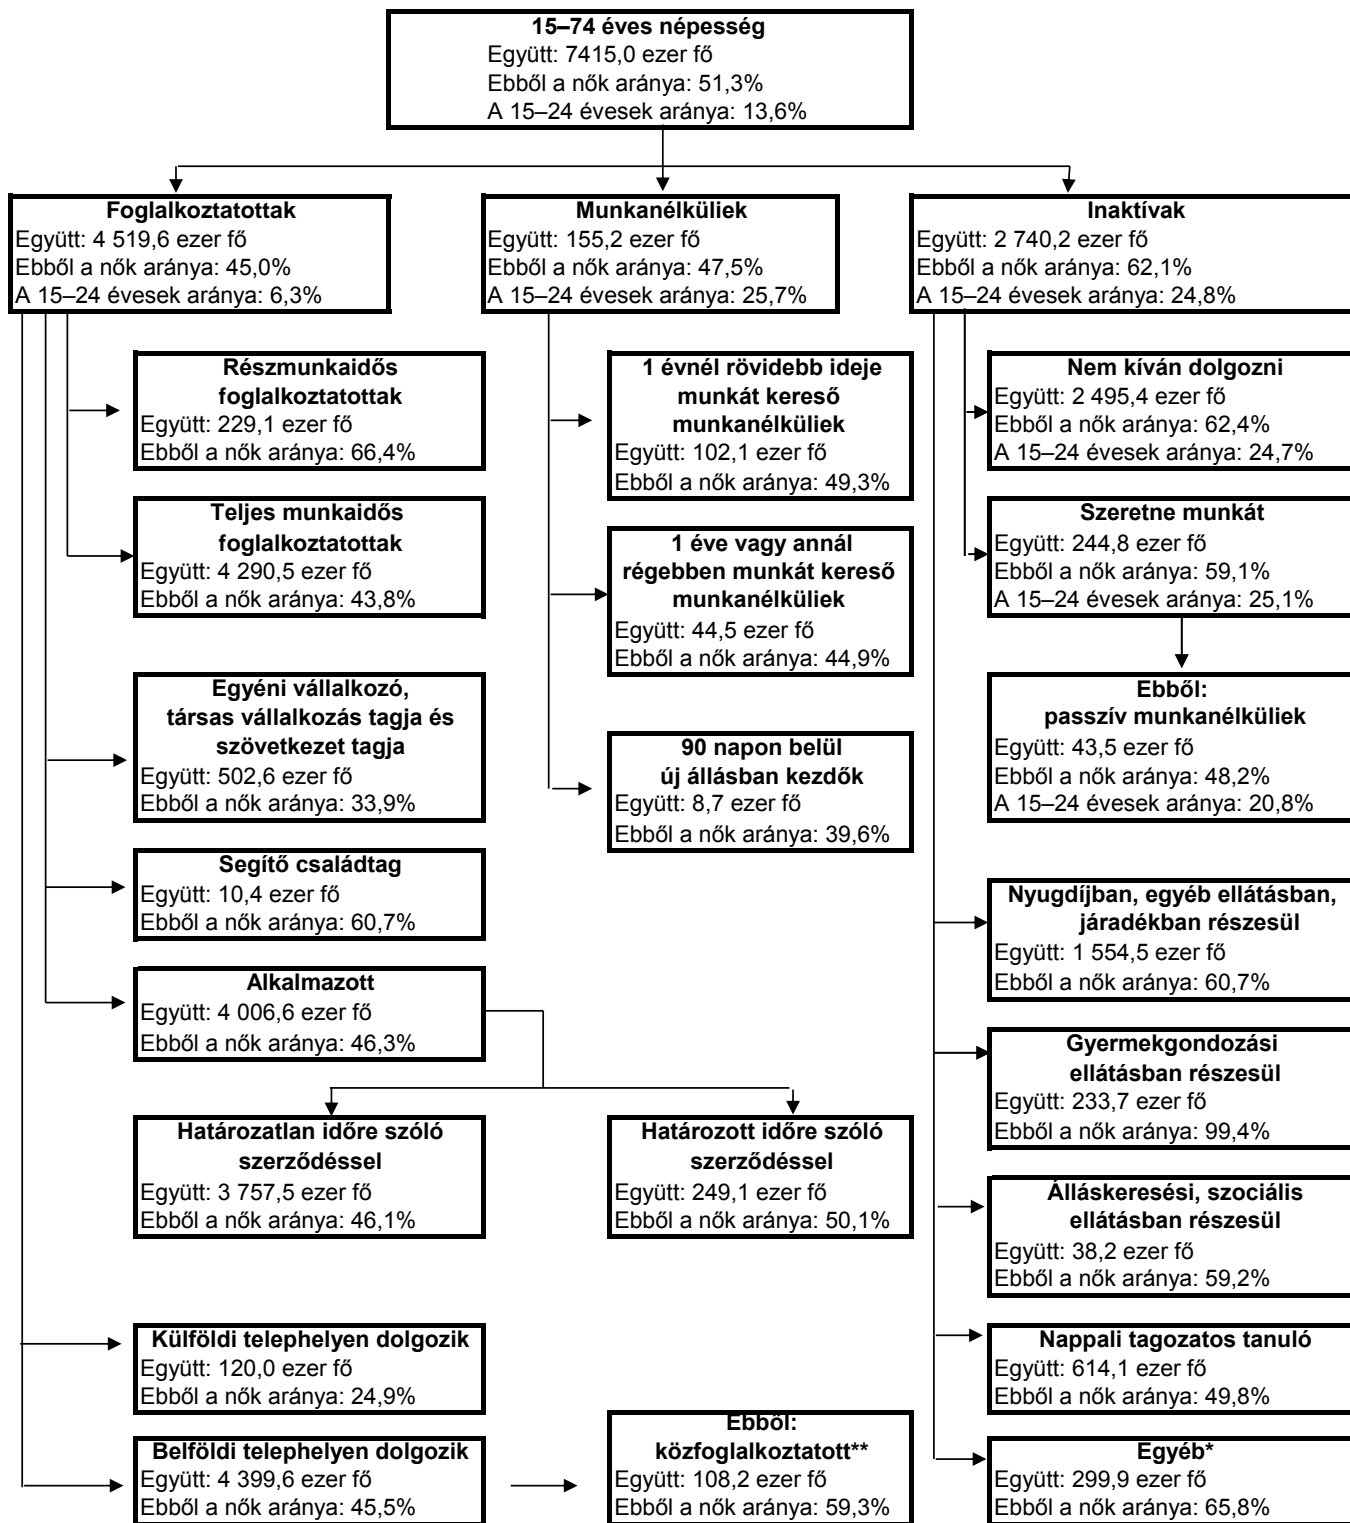 15–74 éves népesség
Együtt: 7415,0 ezer fő
Ebből a nők aránya: 51,3%
A 15–24 évesek aránya: 13,6%
Foglalkoztatottak
Együtt: 4 519,6 ezer fő
Ebből a nők aránya: 45,0%
A 15–24 évesek aránya: 6,3%
Munkanélküliek
Együtt: 155,2 ezer fő
Ebből a nők aránya: 47,5%
A 15–24 évesek aránya: 25,7%
Inaktívak
Együtt: 2 740,2 ezer fő
Ebből a nők aránya: 62,1%
A 15–24 évesek aránya: 24,8%
Részmunkaidős
foglalkoztatottak
Együtt: 229,1 ezer fő
Ebből a nők aránya: 66,4%
Teljes munkaidős
foglalkoztatottak
Együtt: 4 290,5 ezer fő
Ebből a nők aránya: 43,8%
Egyéni vállalkozó,
társas vállalkozás tagja és
szövetkezet tagja
Együtt: 502,6 ezer fő
Ebből a nők aránya: 33,9%
Segítő családtag
Együtt: 10,4 ezer fő
Ebből a nők aránya: 60,7%
Alkalmazott
Együtt: 4 006,6 ezer fő
Ebből a nők aránya: 46,3%
Határozatlan időre szóló
szerződéssel
Együtt: 3 757,5 ezer fő
Ebből a nők aránya: 46,1%
Határozott időre szóló
szerződéssel
Együtt: 249,1 ezer fő
Ebből a nők aránya: 50,1%
Külföldi telephelyen dolgozik
Együtt: 120,0 ezer fő
Ebből a nők aránya: 24,9%
Belföldi telephelyen dolgozik
Együtt: 4 399,6 ezer fő
Ebből a nők aránya: 45,5%
Ebből:
közfoglalkoztatott**
Együtt: 108,2 ezer fő
Ebből a nők aránya: 59,3%
1 évnél rövidebb ideje
munkát kereső
munkanélküliek
Együtt: 102,1 ezer fő
Ebből a nők aránya: 49,3%
1 éve vagy annál
régebben munkát kereső
munkanélküliek
Együtt: 44,5 ezer fő
Ebből a nők aránya: 44,9%
90 napon belül
új állásban kezdők
Együtt: 8,7 ezer fő
Ebből a nők aránya: 39,6%
Nem kíván dolgozni
Együtt: 2 495,4 ezer fő
Ebből a nők aránya: 62,4%
A 15–24 évesek aránya: 24,7%
Szeretne munkát
Együtt: 244,8 ezer fő
Ebből a nők aránya: 59,1%
A 15–24 évesek aránya: 25,1%
Ebből:
passzív munkanélküliek
Együtt: 43,5 ezer fő
Ebből a nők aránya: 48,2%
A 15–24 évesek aránya: 20,8%
Nyugdíjban, egyéb ellátásban,
járadékban részesül
Együtt: 1 554,5 ezer fő
Ebből a nők aránya: 60,7%
Gyermekgondozási
ellátásban részesül
Együtt: 233,7 ezer fő
Ebből a nők aránya: 99,4%
Álláskeresési, szociális
ellátásban részesül
Együtt: 38,2 ezer fő
Ebből a nők aránya: 59,2%
Nappali tagozatos tanuló
Együtt: 614,1 ezer fő
Ebből a nők aránya: 49,8%
Egyéb*
Együtt: 299,9 ezer fő
Ebből a nők aránya: 65,8%